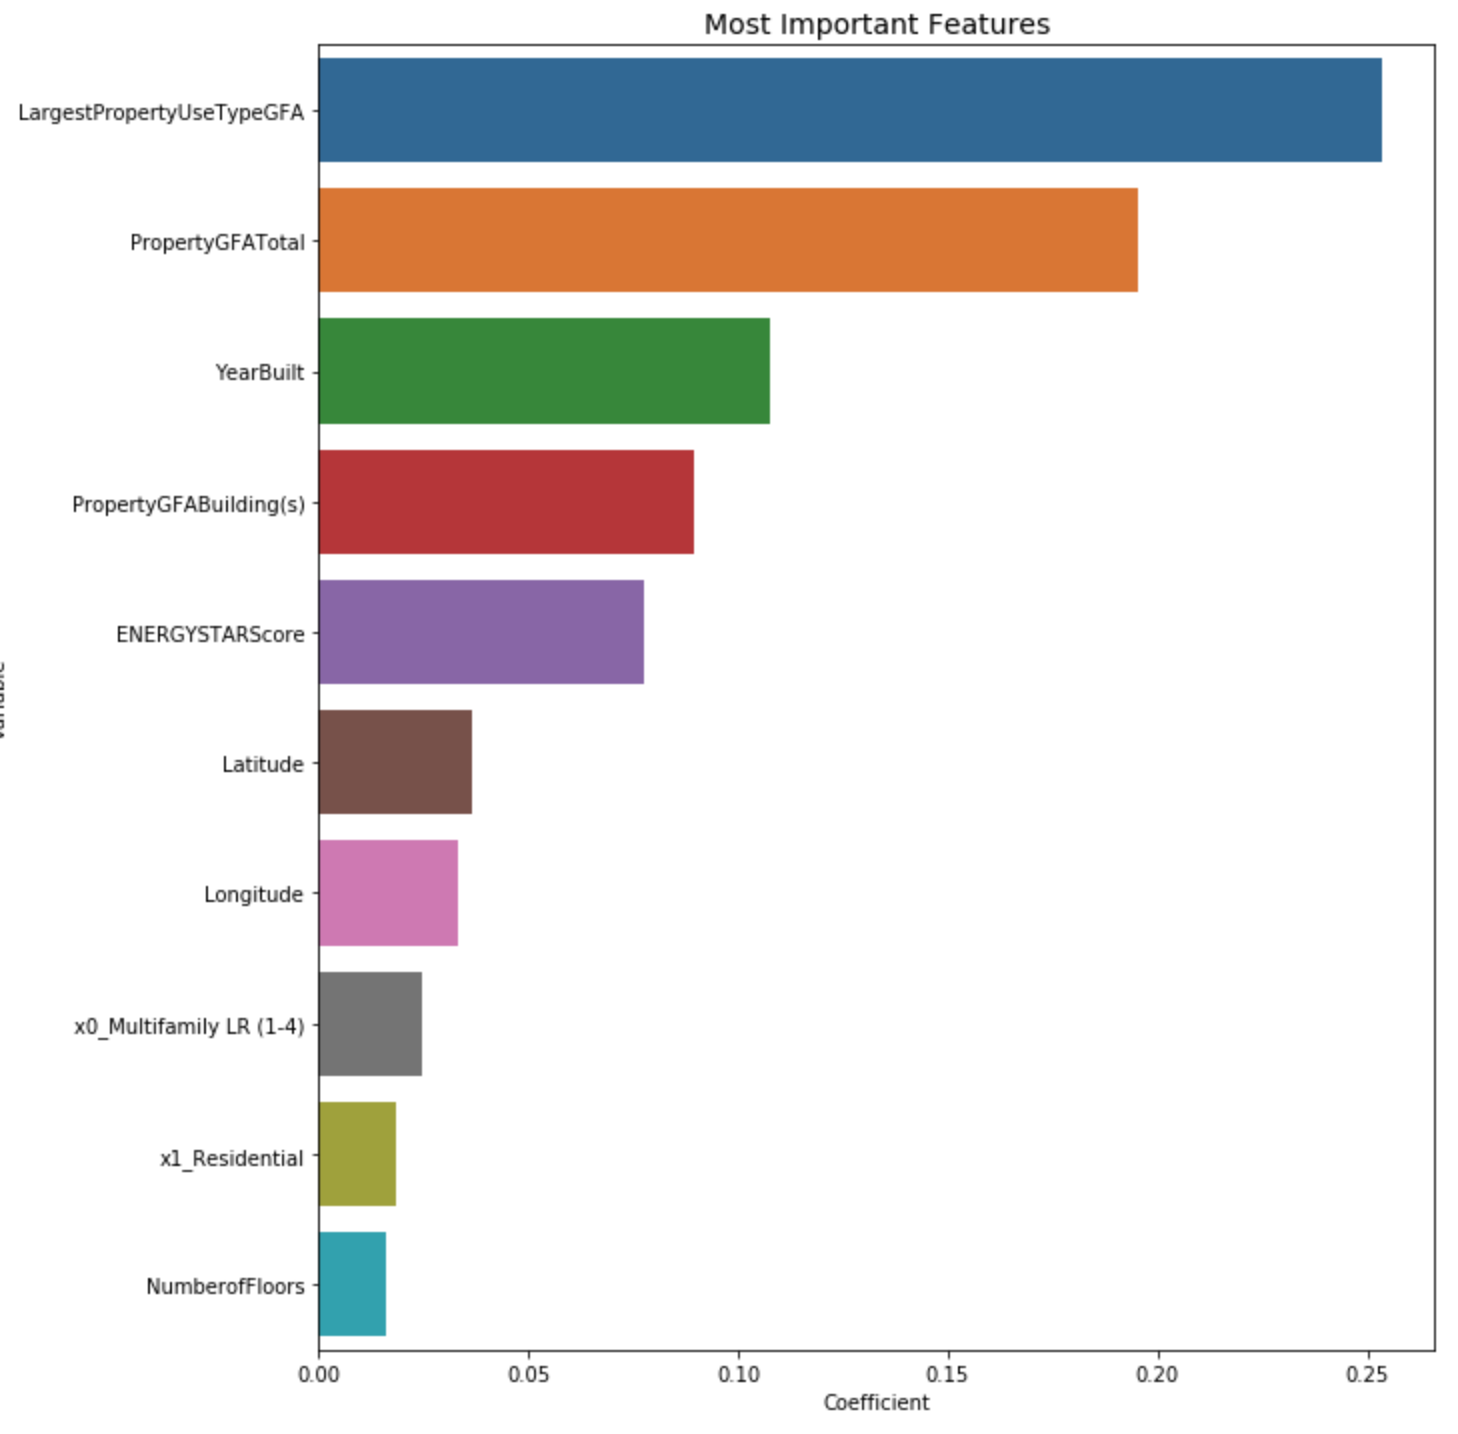 Most Important Features
LargestPropertyUseTypeGFA
PropertyGFATotal
YearBuilt
PropertyGFABuilding(s)
ENERGYSTARScore
Latitude
Longitude
x0_Multifamily LR (1-4)
x1_Residential
NumberofFloors
0.00 0.05 0.10 0.15 0.20 0.25
Coefficient